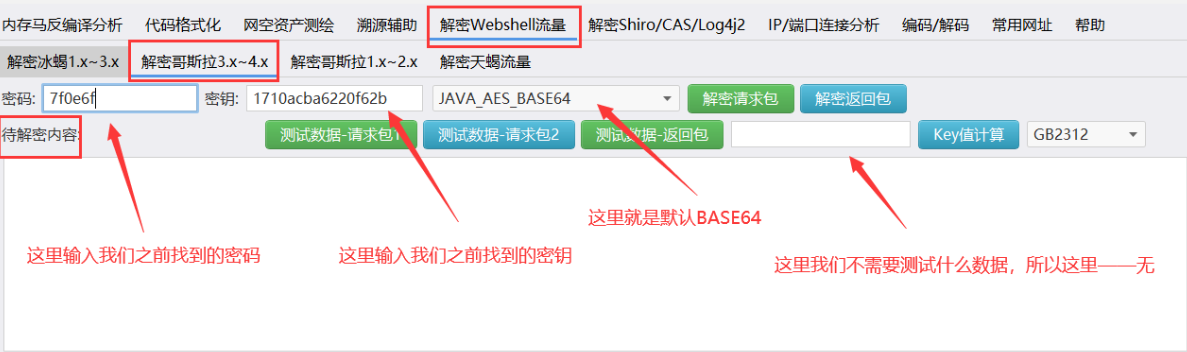 内存马反编译分析 代码格式化 网空资产测绘 溯源辅助 解密Webshell流量 解密Shiro/CAS/Log4j2 IP/端口连接分析 编码/解码 常用网址 帮助
解密冰蝎1.x~3.x 解密哥斯拉3.x~4.x 解密哥斯拉1.x~2.x 解密天蝎流量
密码: 7f0e6f 密钥: 1710acba6220f62b JAVA_AES_BASE64 解密请求包 解密返回包
待解密内容: 测试数据-请求包1 测试数据-请求包2 测试数据-返回包 Key值计算 GB2312
这里就是默认BASE64
这里输入我们之前找到的密码 这里输入我们之前找到的密钥
这里我们不需要测试什么数据，所以这里——无